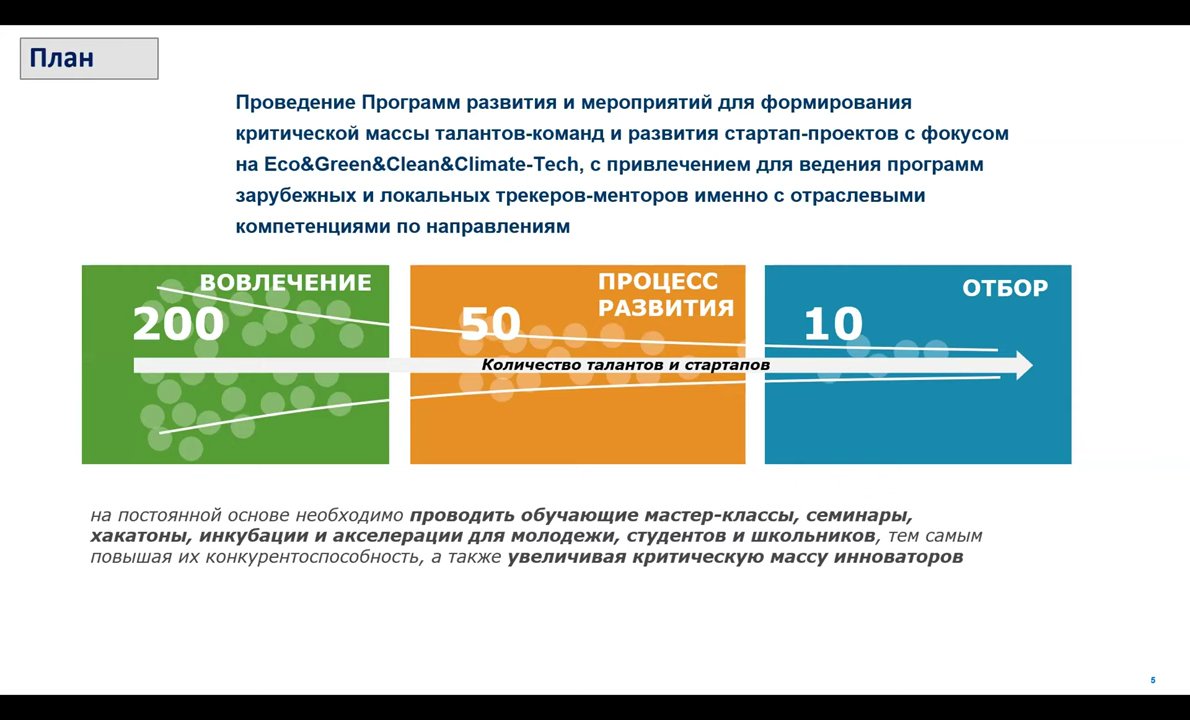 План
Проведение Программ развития и мероприятий для формирования
критической массы талантов-команд и развития стартап-проектов с фокусом
на Eco&Green&Clean&Climate-Tech, с привлечением для ведения программ
зарубежных и локальных трекеров-менторов именно с отраслевыми
компетенциями по направлениям
ВОВЛЕЧЕНИЕ
200
ПРОЦЕСС
РАЗВИТИЯ
50
ОТБОР
10
Количество талантов и стартапов
на постоянной основе необходимо проводить обучающие мастер-классы, семинары,
хакатоны, инкубации и акселерации для молодежи, студентов и школьников, тем самым
повышая их конкурентоспособность, а также увеличивая критическую массу инноваторов
5